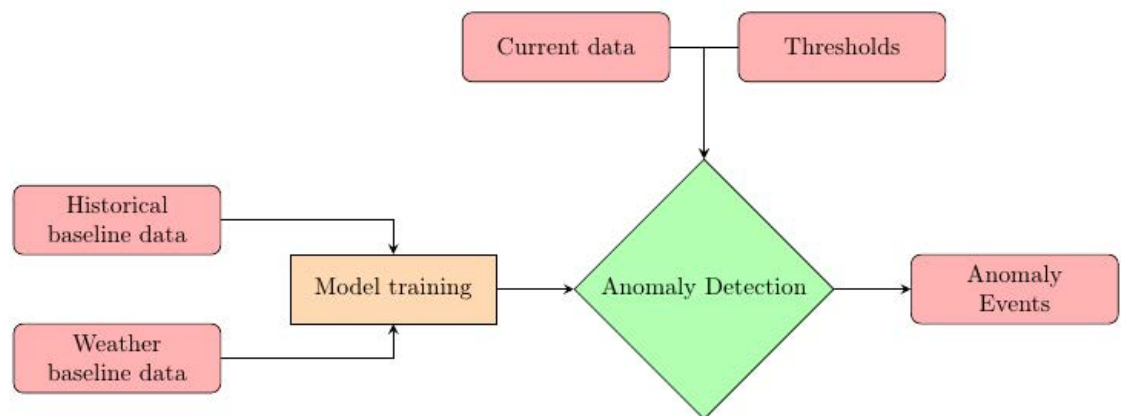 Current data
Thresholds
Historical
baseline data
Model training
Anomaly Detection
Anomaly
Events
Weather
baseline data